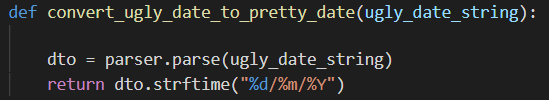 def convert_ugly_date_to_pretty_date(ugly_date_string):
dto = parser.parse(ugly_date_string)
return dto.strftime("%d/%m/%Y")